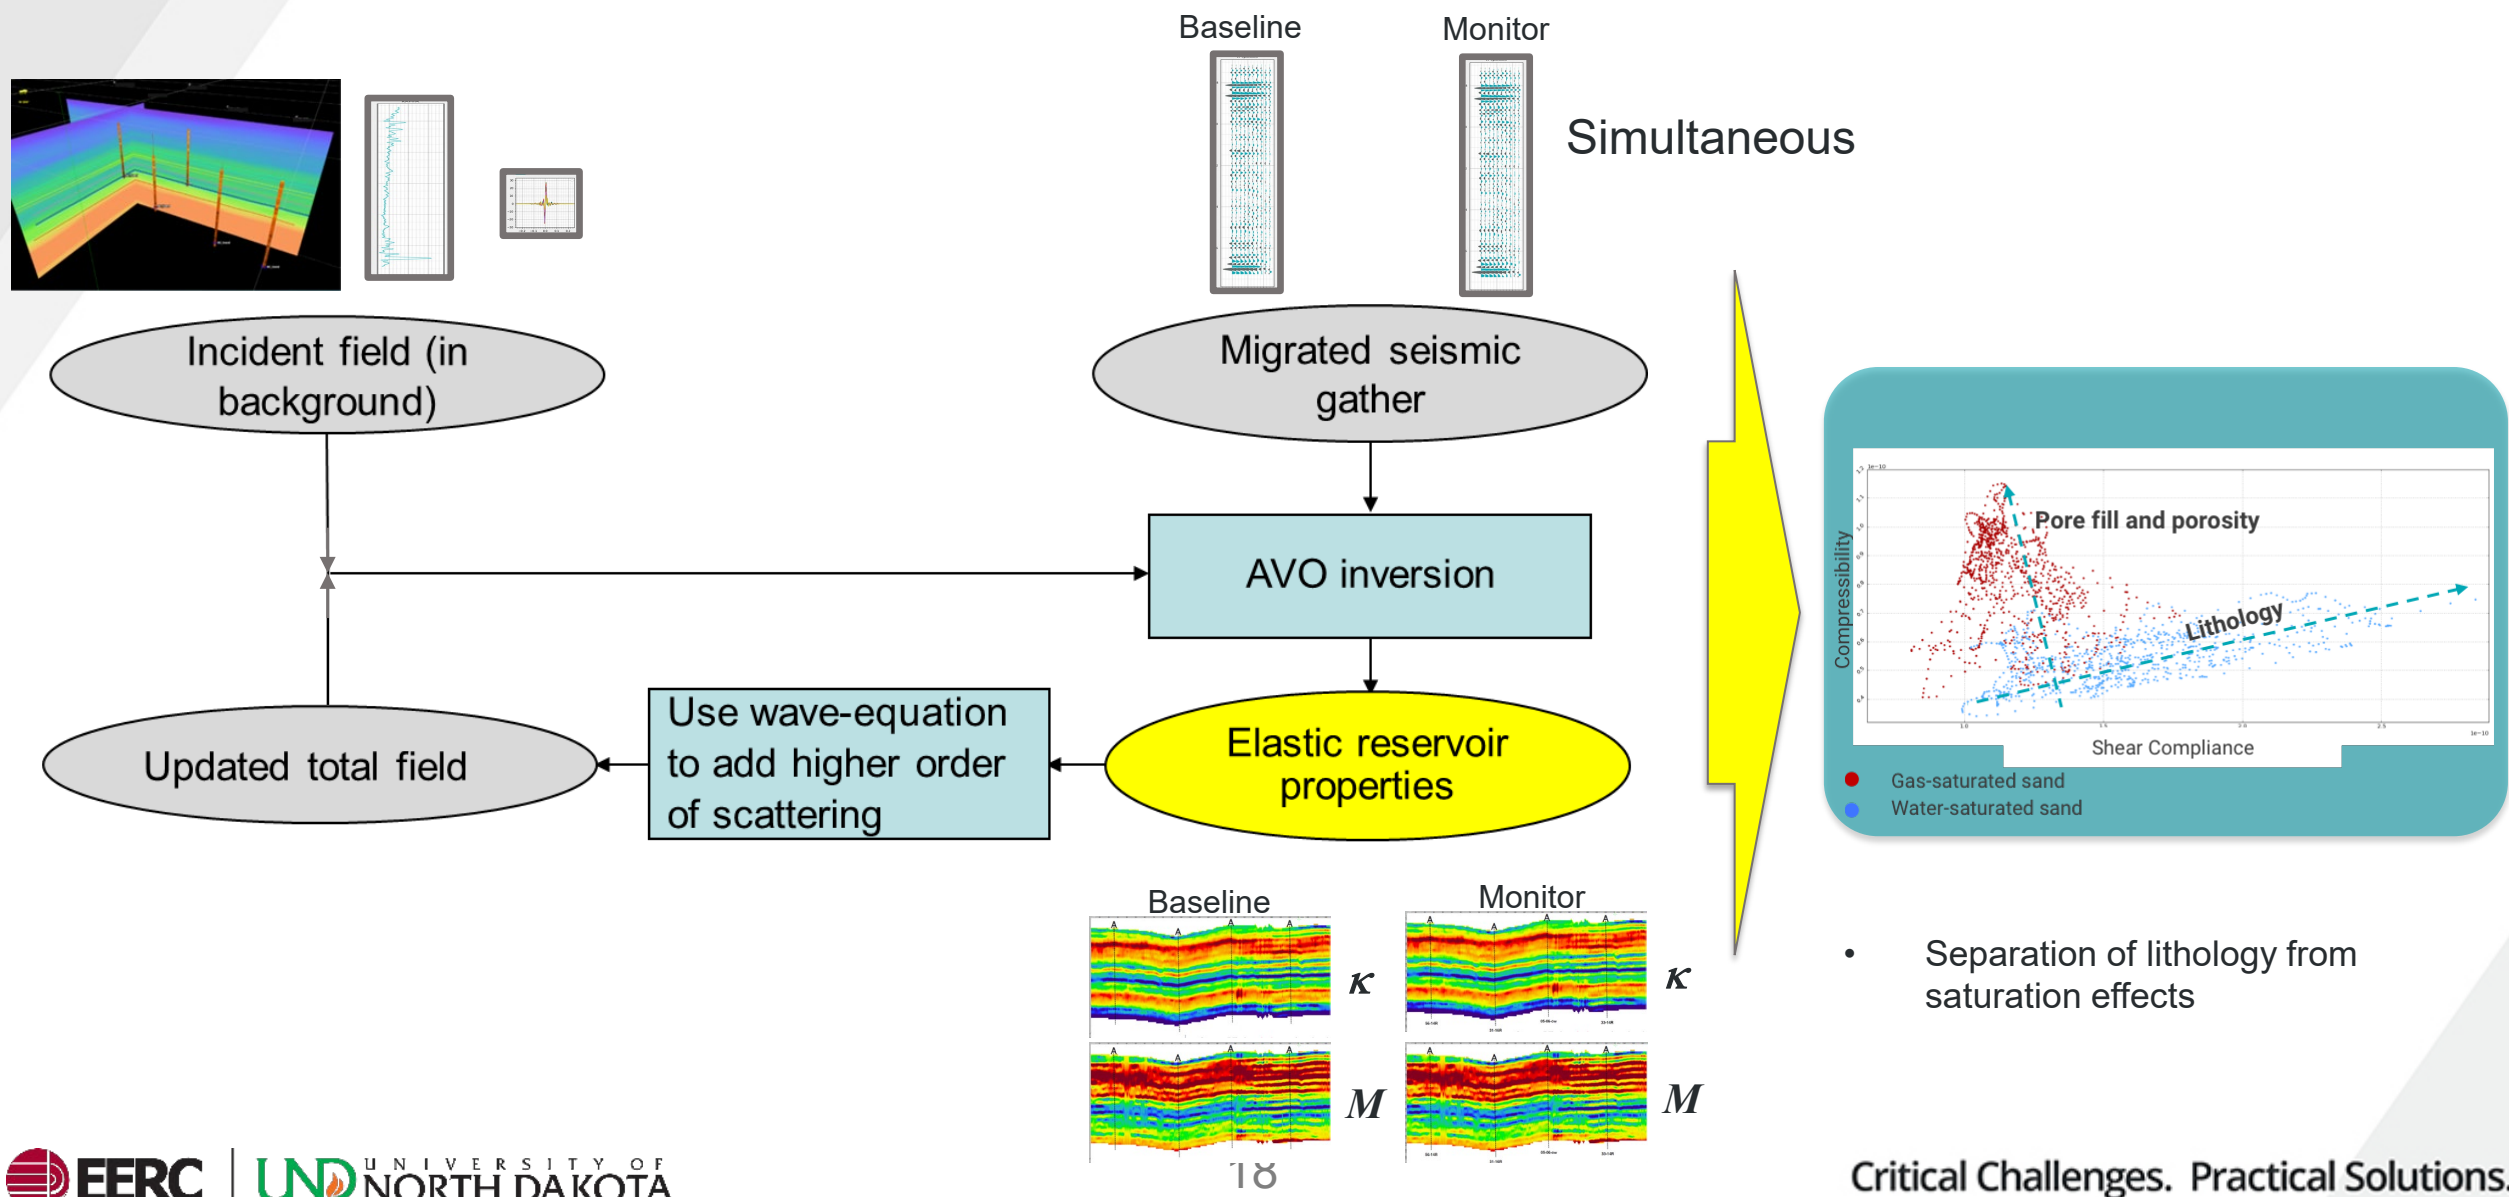 Baseline
Monitor
Simultaneous
Incident field (in
background)
Migrated seismic
gather
AVO inversion
Use wave-equation
to add higher order
of scattering
Updated total field
Elastic reservoir
properties
Compressibility
Pore fill and porosity
Lithology
1e-10
Shear Compliance
Gas-saturated sand
Water-saturated sand
Baseline
Monitor
κ
κ
M
M
• Separation of lithology from
saturation effects
EERC
UND
UNIVERSITY OF
NORTH DAKOTA
18
Critical Challenges. Practical Solutions.